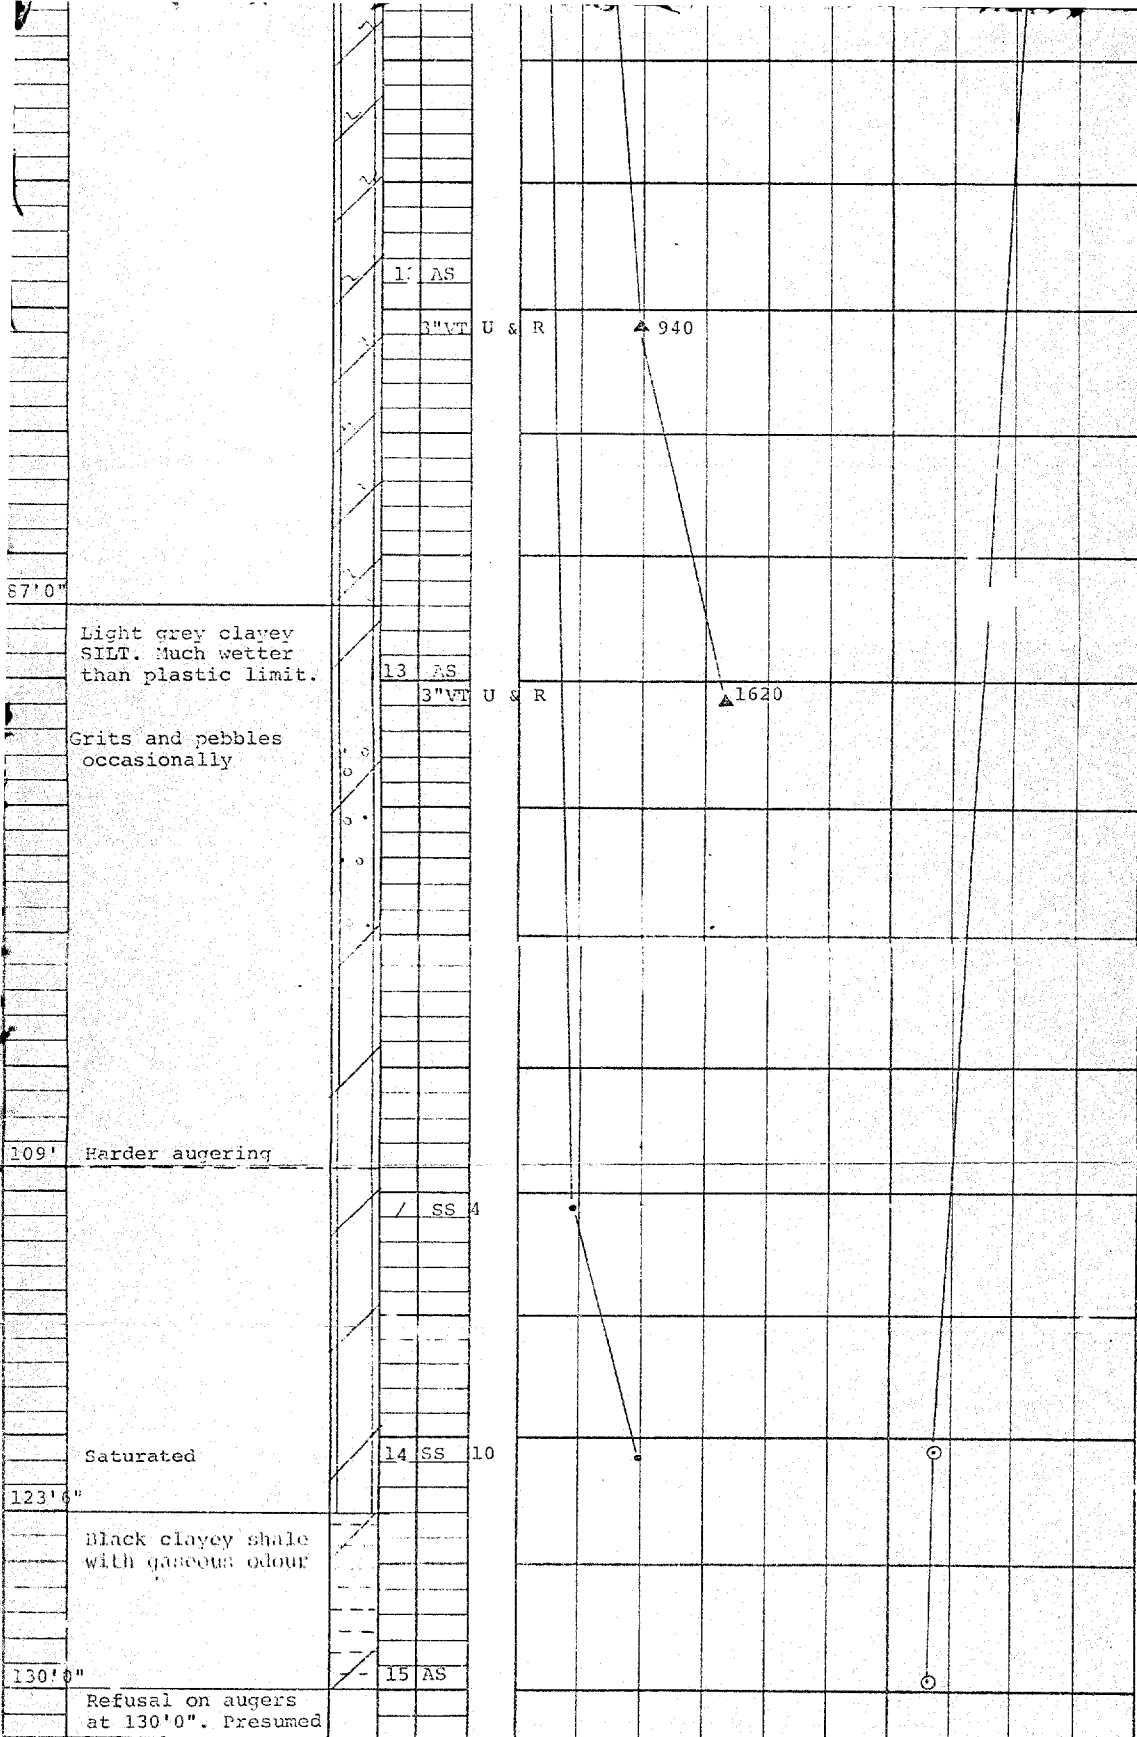 AS
3"VT U & R
940
87'0"
Light grey clayey
SILT. Much wetter
than plastic limit.
13 AS
3"VT U & R
1620
Grits and pebbles
occasionally
109' Harder augering
SS 4
Saturated
14 SS 10
123'6"
Black clayey shale
with gaseous odour
130'0"
15 AS
Refusal on augers
at 130'0". Presumed